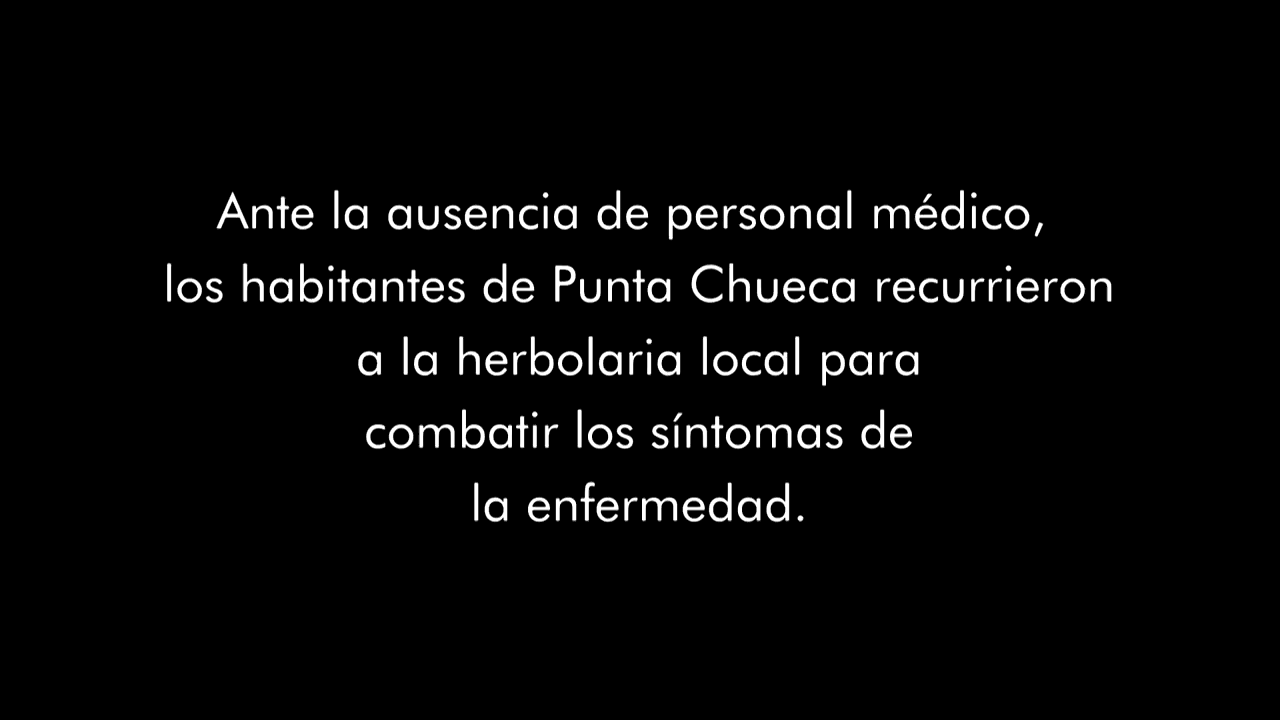 Ante la ausencia de personal médico,
los habitantes de Punta Chueca recurrieron
a la herbolaria local para
combatir los síntomas de
la enfermedad.